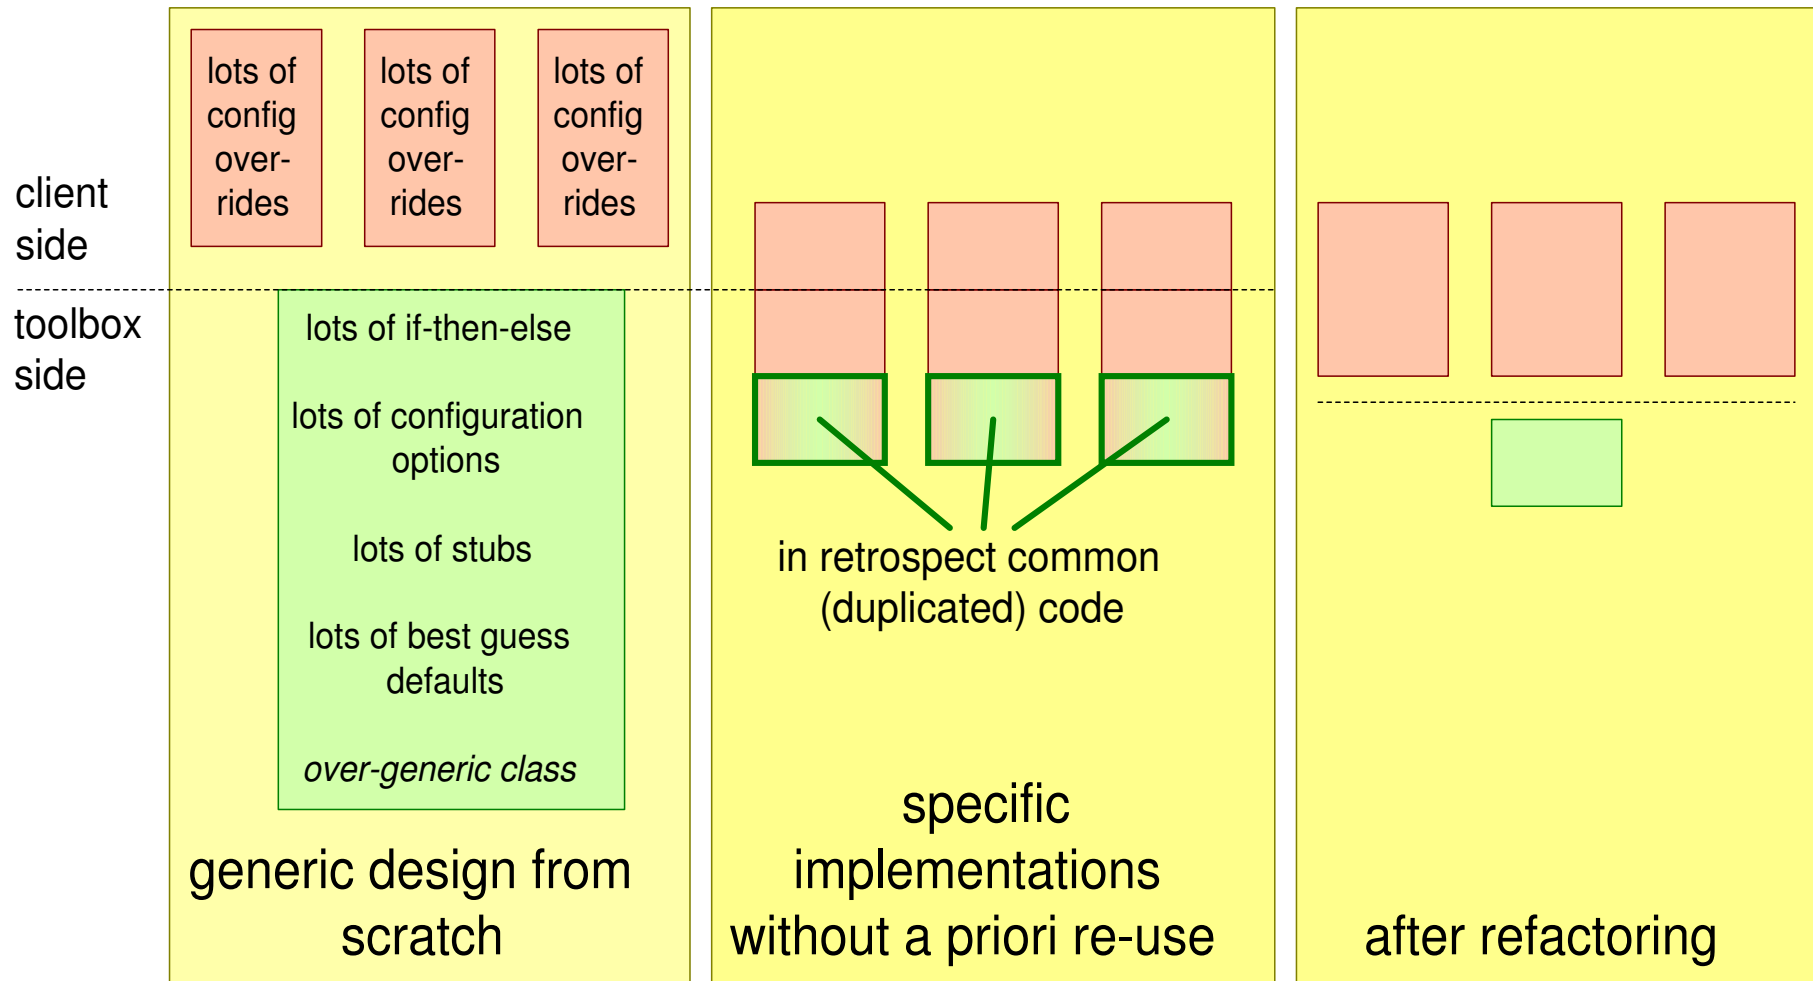 client
side
toolbox
side
lots of
config
over-
rides
lots of
config
over-
rides
lots of
config
over-
rides
lots of if-then-else
lots of configuration
options
lots of stubs
lots of best guess
defaults
over-generic class
generic design from
scratch
in retrospect common
(duplicated) code
specific
implementations
without a priori re-use
after refactoring